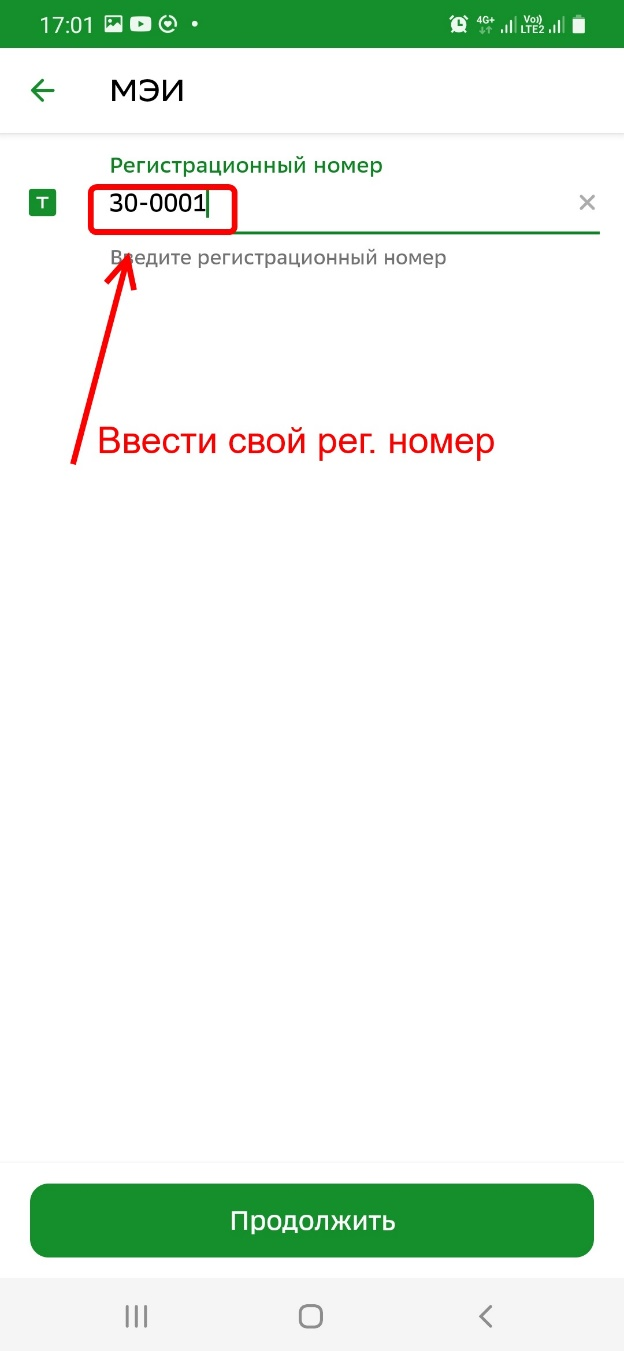 17:01 4G+ Vo)) LTE2
МЭИ
Регистрационный номер
T 30-0001
Введите регистрационный номер
Ввести свой рег. номер
Продолжить